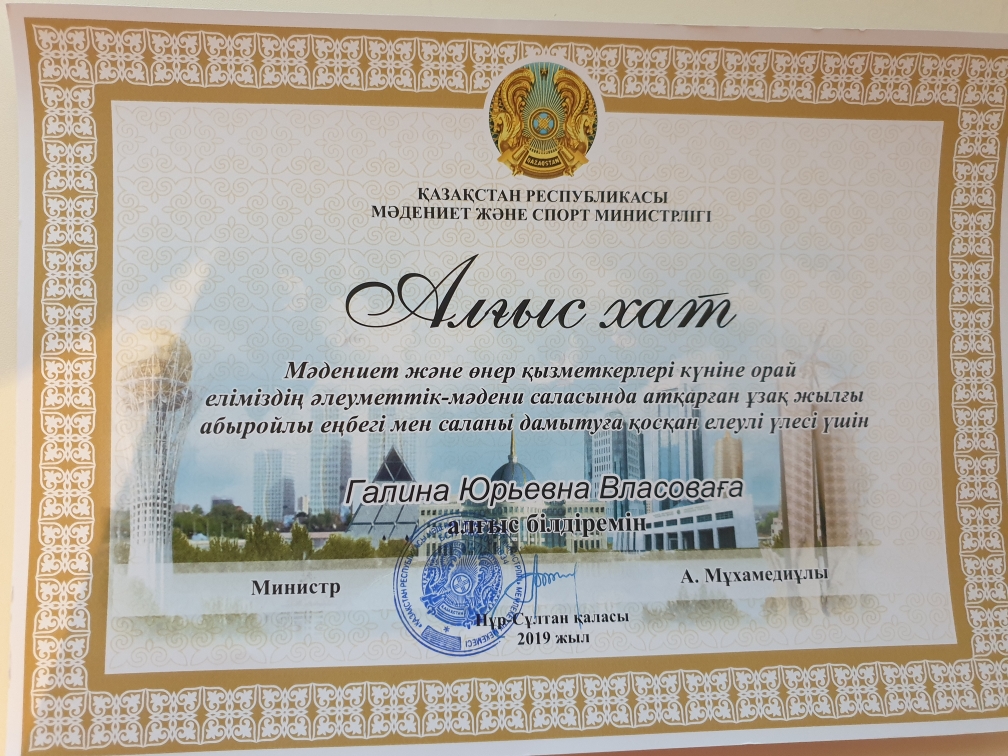 QAZAQSTAN
ҚАЗАҚСТАН РЕСПУБЛИКАСЫ
МӘДЕНИЕТ ЖӘНЕ СПОРТ МИНИСТРЛІГІ
Алғыс хат
Мәдениет және өнер қызметкерлері күніне орай
еліміздің әлеуметтік-мәдени саласында атқарған ұзақ жылғы
абыройлы еңбегі мен саланы дамытуға қосқан елеулі үлесі үшін
Галина Юрьевна Власоваға
алғыс білдіремін
Министр
А. Мұхамедиұлы
Нұр-Сұлтан қаласы
2019 жыл